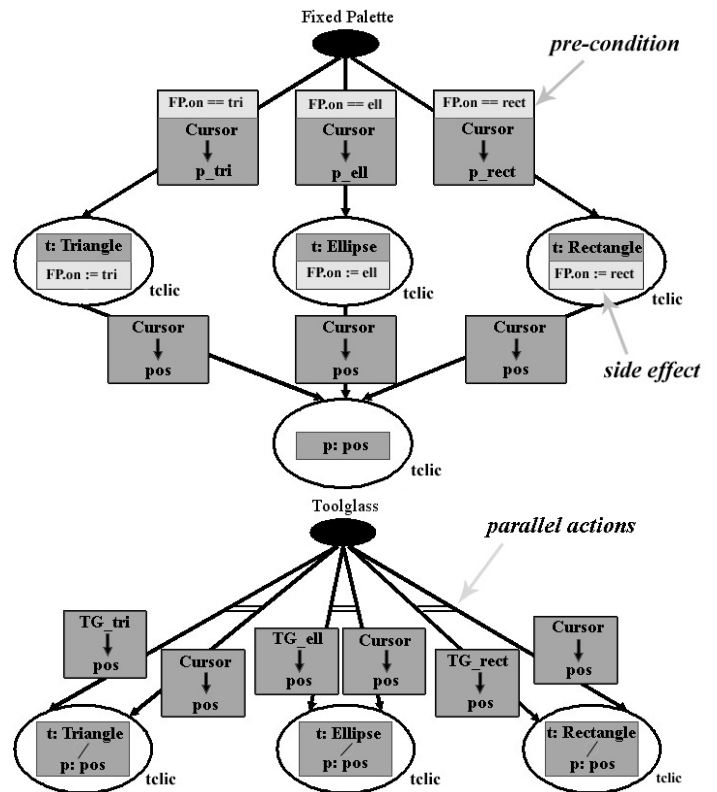 Fixed Palette
pre-condition
FP.on == tri
FP.on == ell
FP.on == rect
Cursor
p_tri
Cursor
p_ell
Cursor
p_rect
t: Triangle
FP.on := tri
tclic
t: Ellipse
FP.on := ell
tclic
t: Rectangle
FP.on := rect
tclic
Cursor
pos
Cursor
pos
Cursor
pos
side effect
p: pos
tclic
Toolglass
parallel actions
TG_tri
pos
Cursor
pos
TG_ell
pos
Cursor
pos
TG_rect
pos
Cursor
pos
t: Triangle
p: pos
tclic
t: Ellipse
p: pos
tclic
t: Rectangle
p: pos
tclic